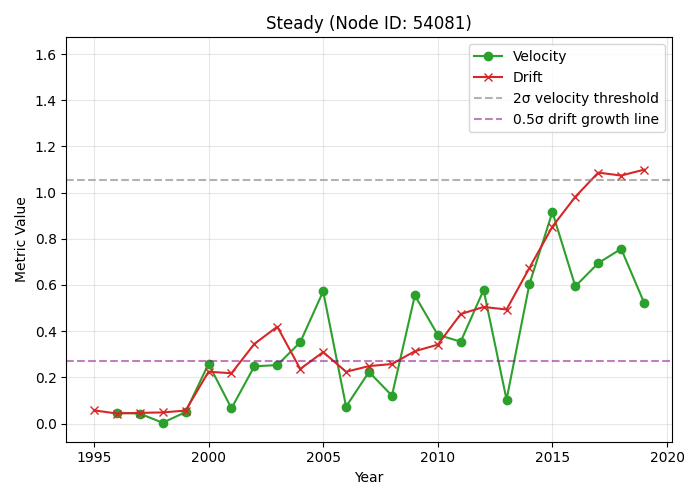 Steady (Node ID: 54081)
Velocity
Drift
2σ velocity threshold
0.5σ drift growth line
Metric Value
1.6
1.4
1.2
1.0
0.8
0.6
0.4
0.2
0.0
1995 2000 2005 2010 2015 2020
Year